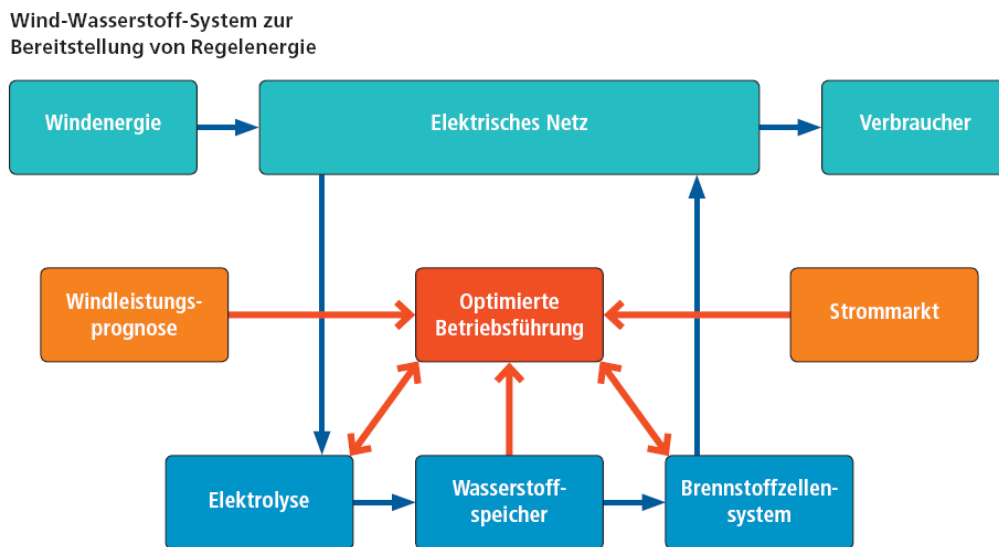 Wind-Wasserstoff-System zur
Bereitstellung von Regelenergie
Windenergie
Elektrisches Netz
Verbraucher
Windleistungs-
prognose
Optimierte
Betriebsführung
Strommarkt
Elektrolyse
Wasserstoff-
speicher
Brennstoffzellen-
system